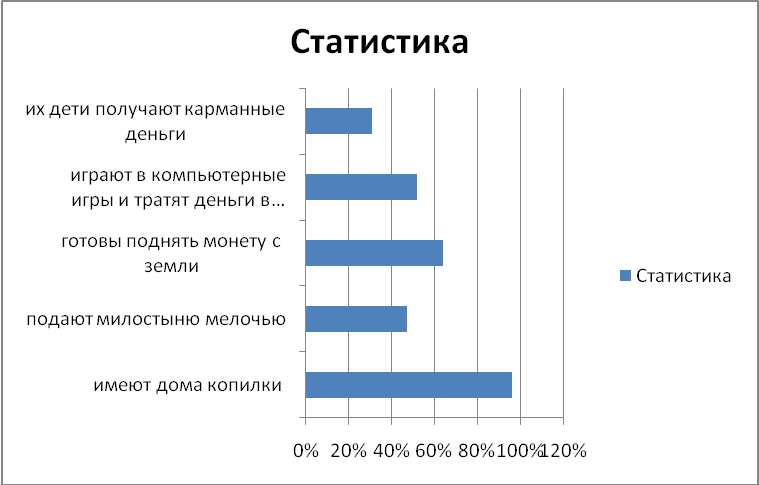 Статистика
их дети получают карманные
деньги
играют в компьютерные
игры и тратят деньги в...
готовы поднять монету с
земли
подают милостыню мелочью
имеют дома копилки
Статистика
0% 20% 40% 60% 80% 100% 120%